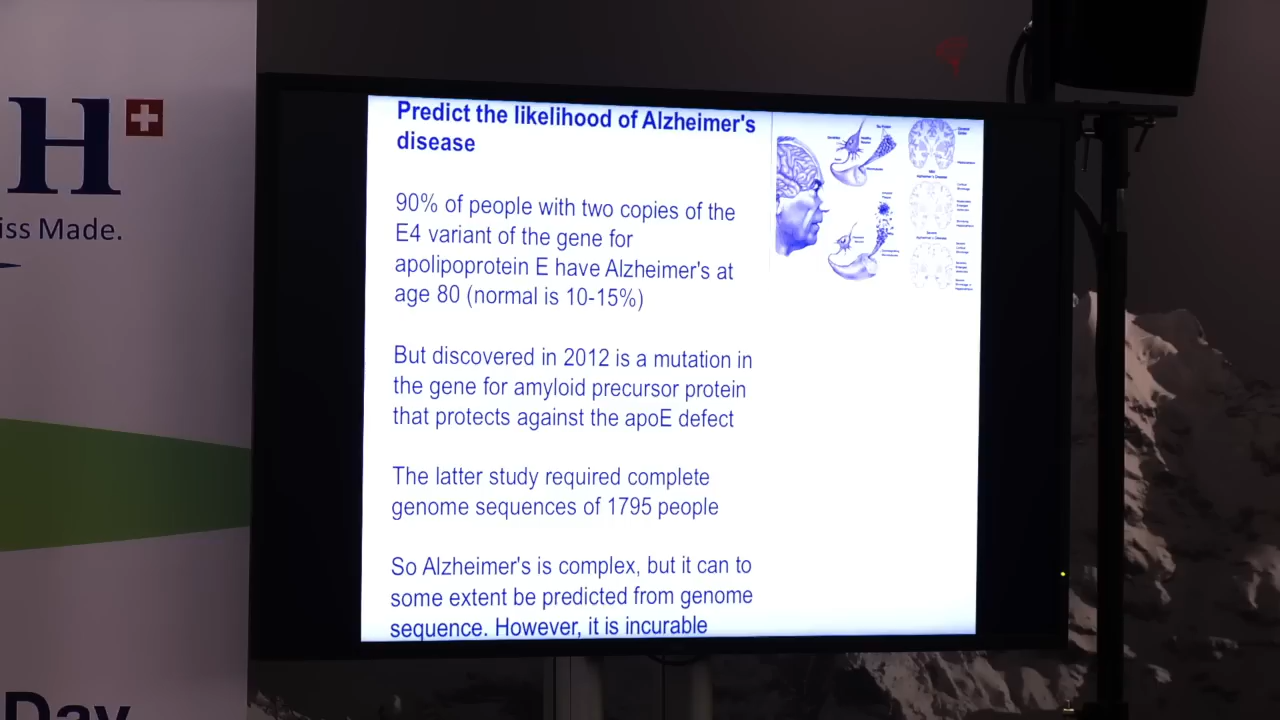 H
iss Made.
Day
Predict the likelihood of Alzheimer's
disease
90% of people with two copies of the
E4 variant of the gene for
apolipoprotein E have Alzheimer's at
age 80 (normal is 10-15%)
But discovered in 2012 is a mutation in
the gene for amyloid precursor protein
that protects against the apoE defect
The latter study required complete
genome sequences of 1795 people
So Alzheimer's is complex, but it can to
some extent be predicted from genome
sequence. However, it is incurable